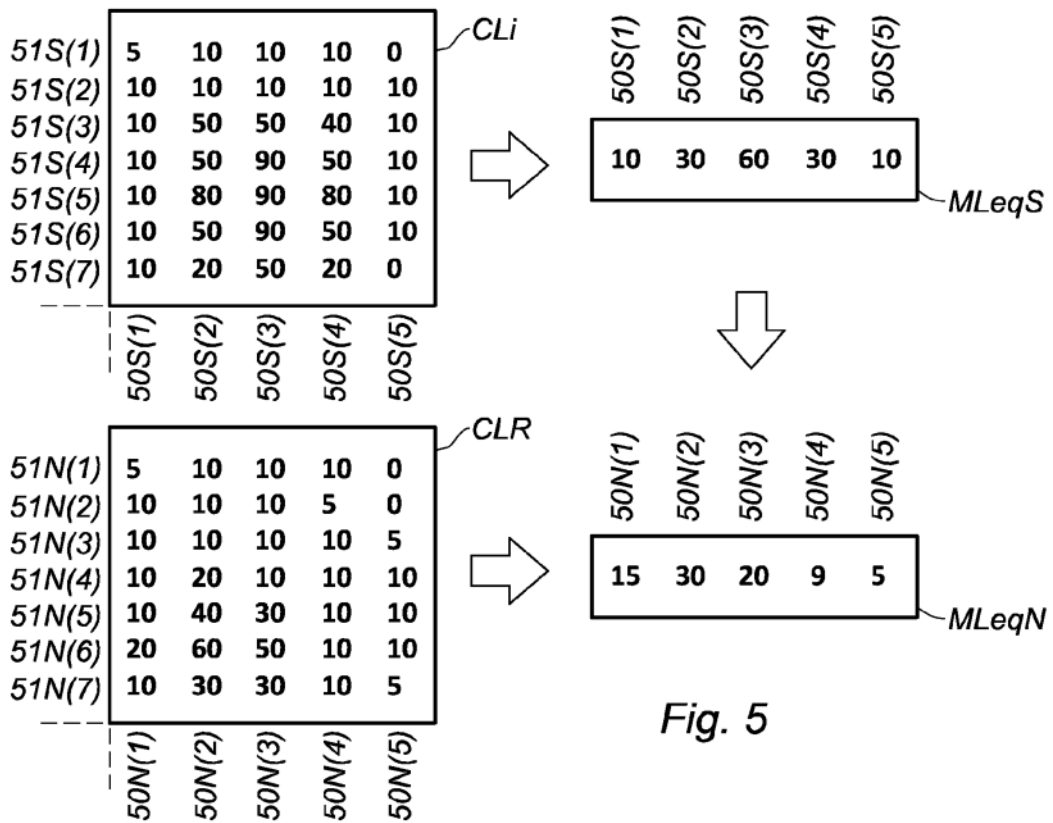 CLi
51S(1) 5 10 10 10 0
51S(2) 10 10 10 10 10
51S(3) 10 50 50 40 10
51S(4) 10 50 90 50 10
51S(5) 10 80 90 80 10
51S(6) 10 50 90 50 10
51S(7) 10 20 50 20 0
50S(1) 50S(2) 50S(3) 50S(4) 50S(5)
50S(1) 50S(2) 50S(3) 50S(4) 50S(5)
10 30 60 30 10
MLeqS
CLR
51N(1) 5 10 10 10 0
51N(2) 10 10 10 5 0
51N(3) 10 10 10 10 5
51N(4) 10 20 10 10 10
51N(5) 10 40 30 10 10
51N(6) 20 60 50 10 10
51N(7) 10 30 30 10 5
50N(1) 50N(2) 50N(3) 50N(4) 50N(5)
50N(1) 50N(2) 50N(3) 50N(4) 50N(5)
15 30 20 9 5
MLeqN
Fig. 5